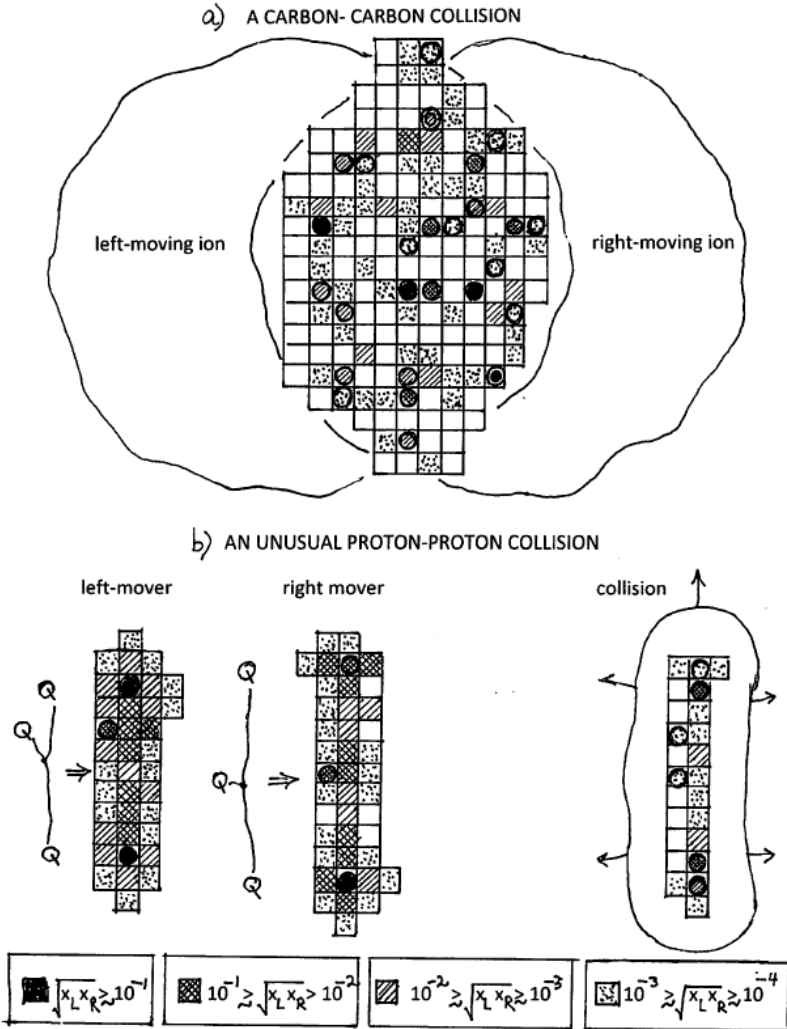 a) A CARBON- CARBON COLLISION
left-moving ion
right-moving ion
b) AN UNUSUAL PROTON-PROTON COLLISION
left-mover
right mover
collision
Q
Q
Q
Q
Q
Q
√x_L x_R ≳ 10⁻¹
10⁻¹ ≳ √x_L x_R > 10⁻²
10⁻² ≳ √x_L x_R ≳ 10⁻³
10⁻³ ≳ √x_L x_R ≳ 10⁻⁴